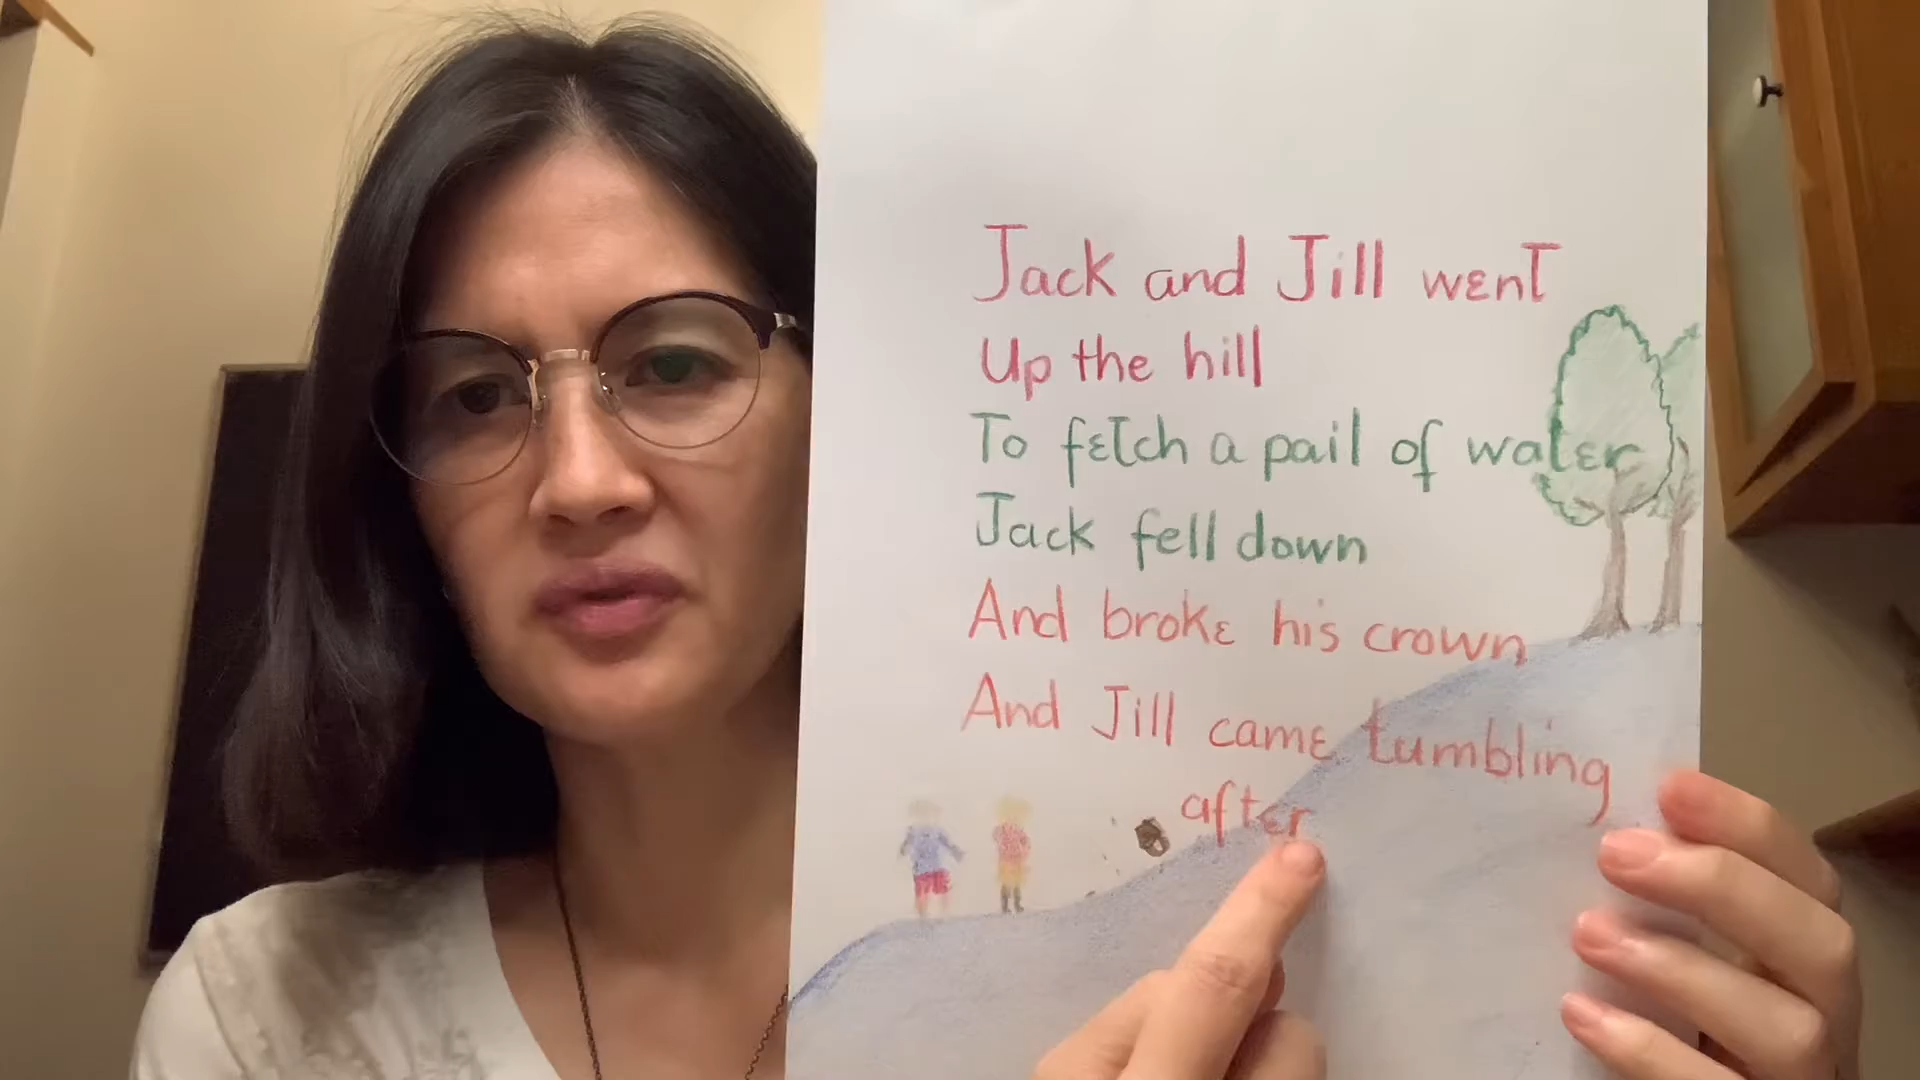 Jack and Jill went
Up the hill
To fetch a pail of water
Jack fell down
And broke his crown
And Jill came tumbling
after